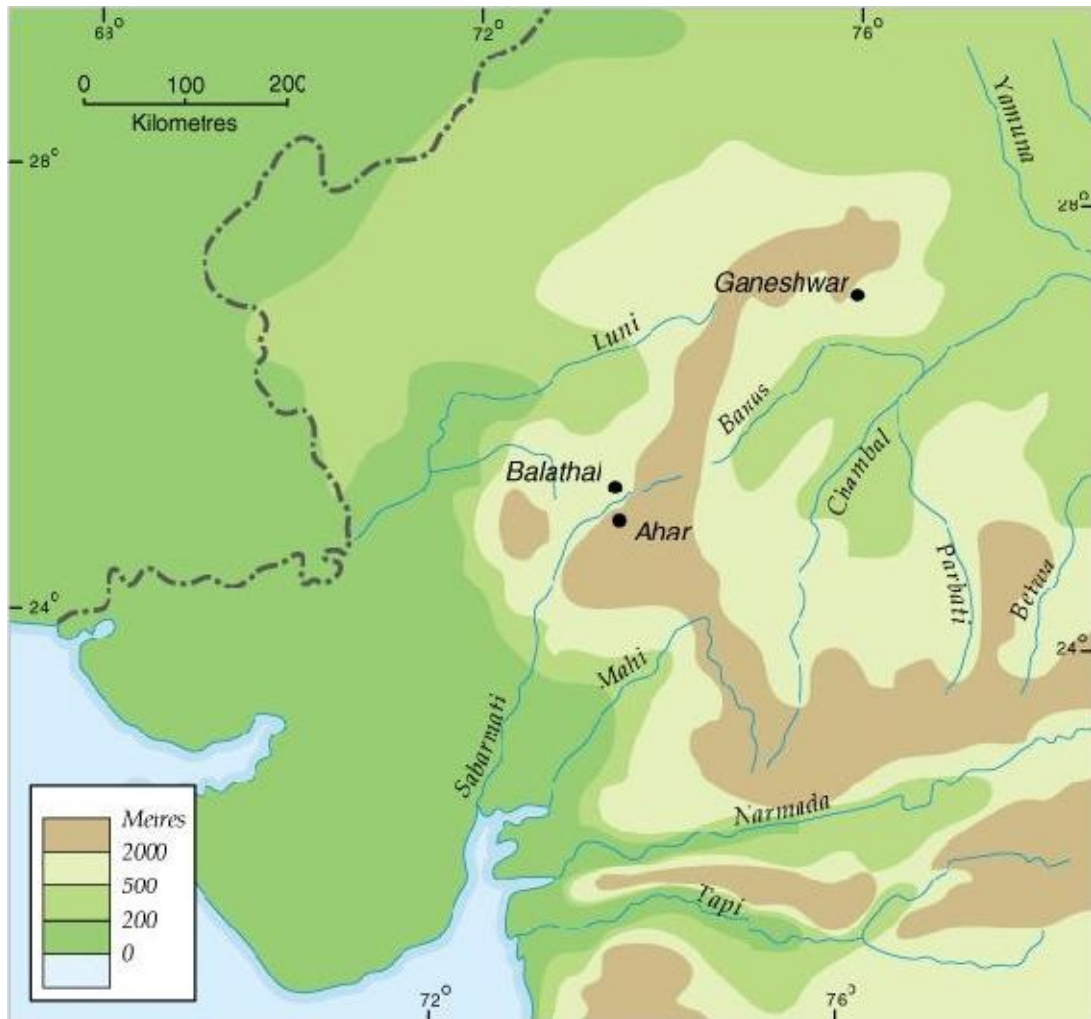 68°
72°
76°
0 100 200
Kilometres
Yamuna
28°
28°
Ganeshwar
Luni
Banas
Chambal
Balathal
Ahar
Parbati
Betwa
24°
24°
Mahi
Sabarmati
Narmada
Metres
2000
500
200
0
Tapi
72°
76°